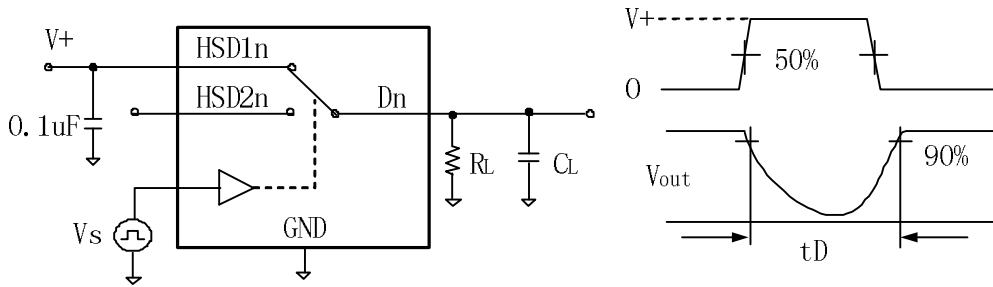 V+
HSD1n
HSD2n
Dn
0.1uF
RL
CL
Vs
GND
V+
50%
0
90%
Vout
tD